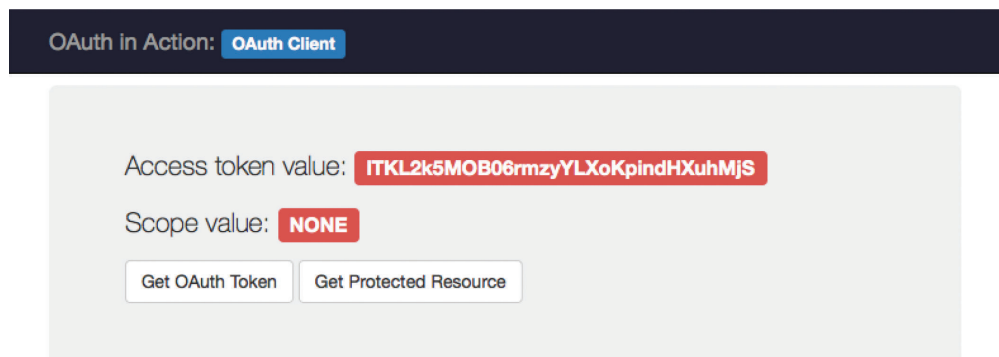 OAuth in Action: OAuth Client
Access token value: ITKL2k5MOB06rmzyYLXoKpindHXuhMjS
Scope value: NONE
Get OAuth Token Get Protected Resource